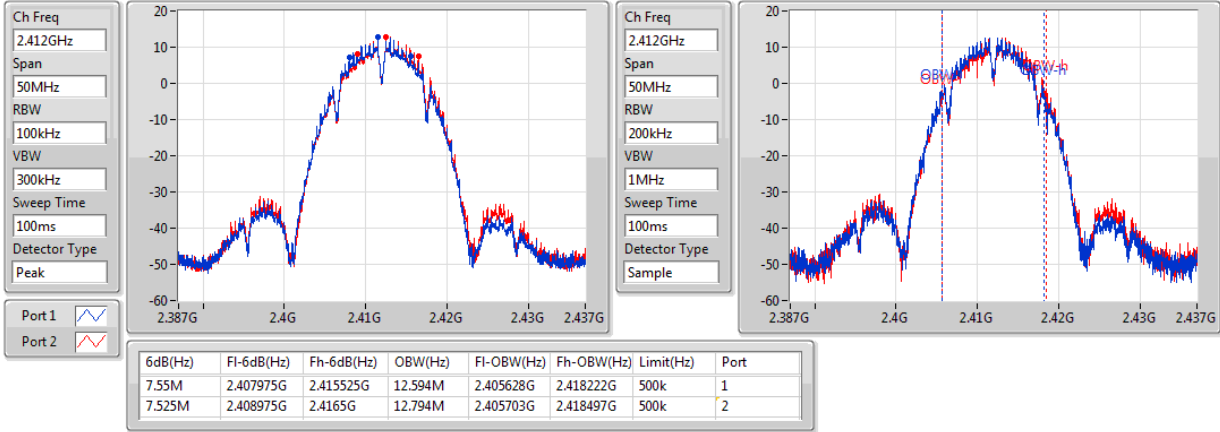 Ch Freq
2.412GHz
Span
50MHz
RBW
100kHz
VBW
300kHz
Sweep Time
100ms
Detector Type
Peak
Port 1
Port 2
20
10
0
-10
-20
-30
-40
-50
-60
2.387G 2.4G 2.41G 2.42G 2.437G
Ch Freq
2.412GHz
Span
50MHz
RBW
200kHz
VBW
1MHz
Sweep Time
100ms
Detector Type
Sample
20
10
0
-10
-20
-30
-40
-50
-60
OBW-h
2.387G 2.4G 2.41G 2.42G 2.437G
6dB(Hz) Fl-6dB(Hz) Fh-6dB(Hz) OBW(Hz) Fl-OBW(Hz) Fh-OBW(Hz) Limit(Hz) Port
7.55M 2.407975G 2.415525G 12.594M 2.405628G 2.418222G 500k 1
7.525M 2.408975G 2.4165G 12.794M 2.405703G 2.418497G 500k 2